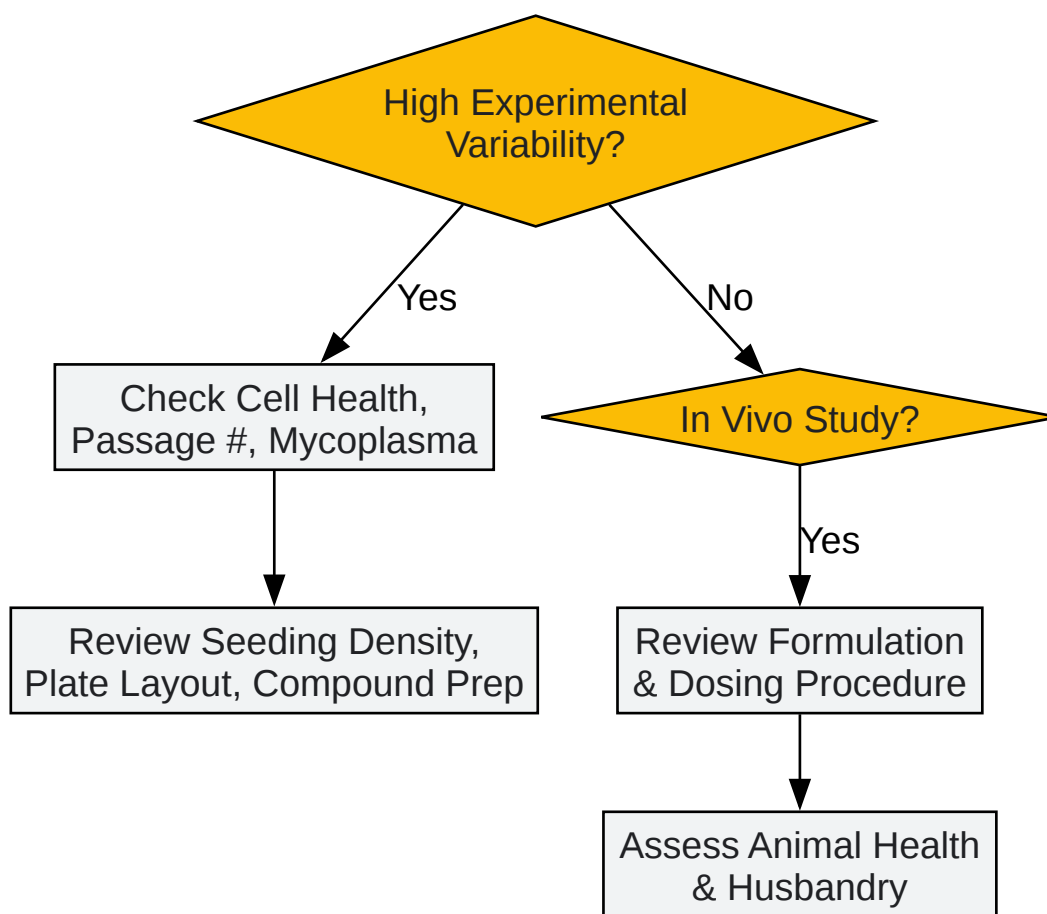 High Experimental
Variability?
Yes
No
Check Cell Health,
Passage #, Mycoplasma
In Vivo Study?
Yes
Review Seeding Density,
Plate Layout, Compound Prep
Review Formulation
& Dosing Procedure
Assess Animal Health
& Husbandry